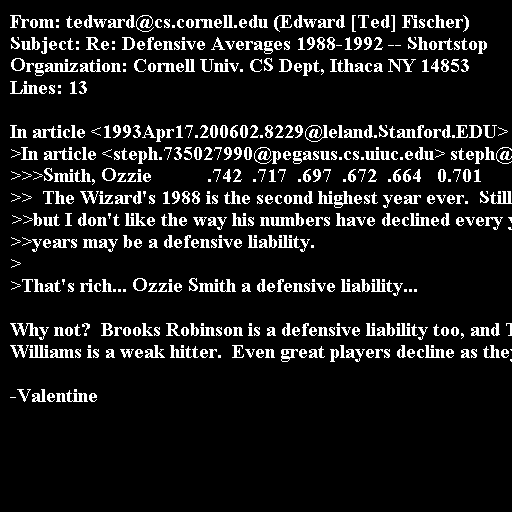 From: tedward@cs.cornell.edu (Edward [Ted] Fischer)
Subject: Re: Defensive Averages 1988-1992 -- Shortstop
Organization: Cornell Univ. CS Dept, Ithaca NY 14853
Lines: 13
In article <1993Apr17.200602.8229@leland.Stanford.EDU>
>In article <steph.735027990@pegasus.cs.uiuc.edu> steph@
>>>Smith, Ozzie .742 .717 .697 .672 .664 0.701
>> The Wizard's 1988 is the second highest year ever. Still
>>but I don't like the way his numbers have declined every
>>years may be a defensive liability.
>
>That's rich... Ozzie Smith a defensive liability...
Why not? Brooks Robinson is a defensive liability too, and
Williams is a weak hitter. Even great players decline as they
-Valentine